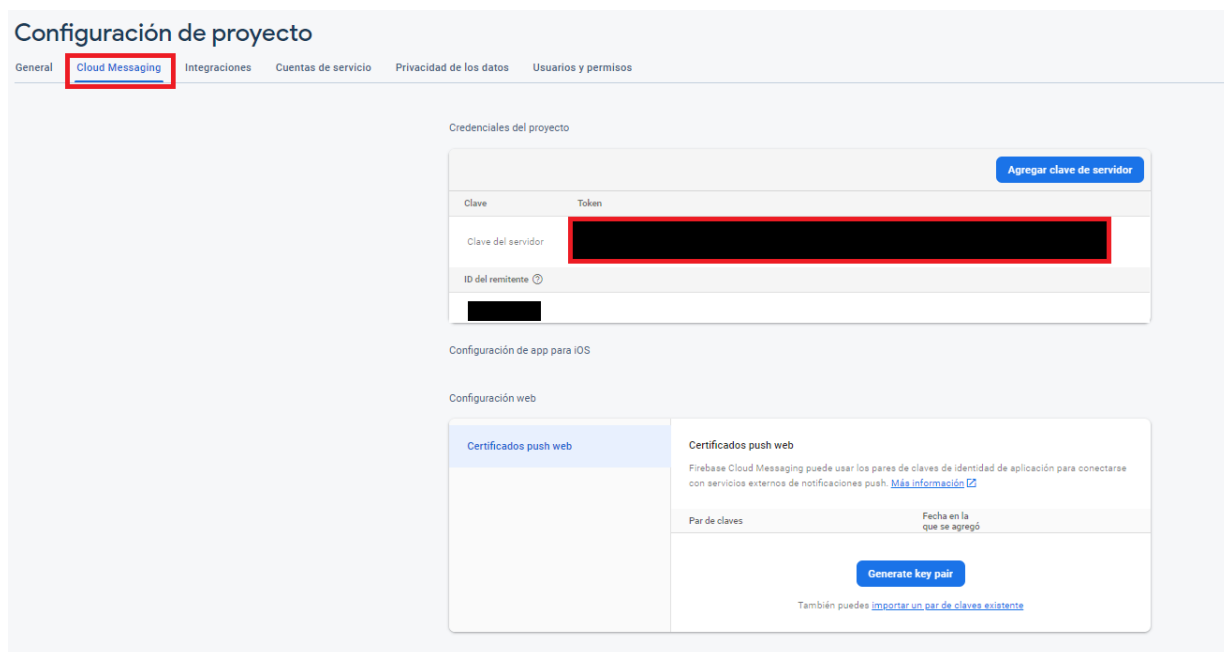 Configuración de proyecto
General Cloud Messaging Integraciones Cuentas de servicio Privacidad de los datos Usuarios y permisos
Credenciales del proyecto
Agregar clave de servidor
Clave Token
Clave del servidor
ID del remitente
Configuración de app para iOS
Configuración web
Certificados push web
Certificados push web
Firebase Cloud Messaging puede usar los pares de claves de identidad de aplicación para conectarse
con servicios externos de notificaciones push. Más información
Par de claves
Fecha en la
que se agregó
Generate key pair
También puedes importar un par de claves existente